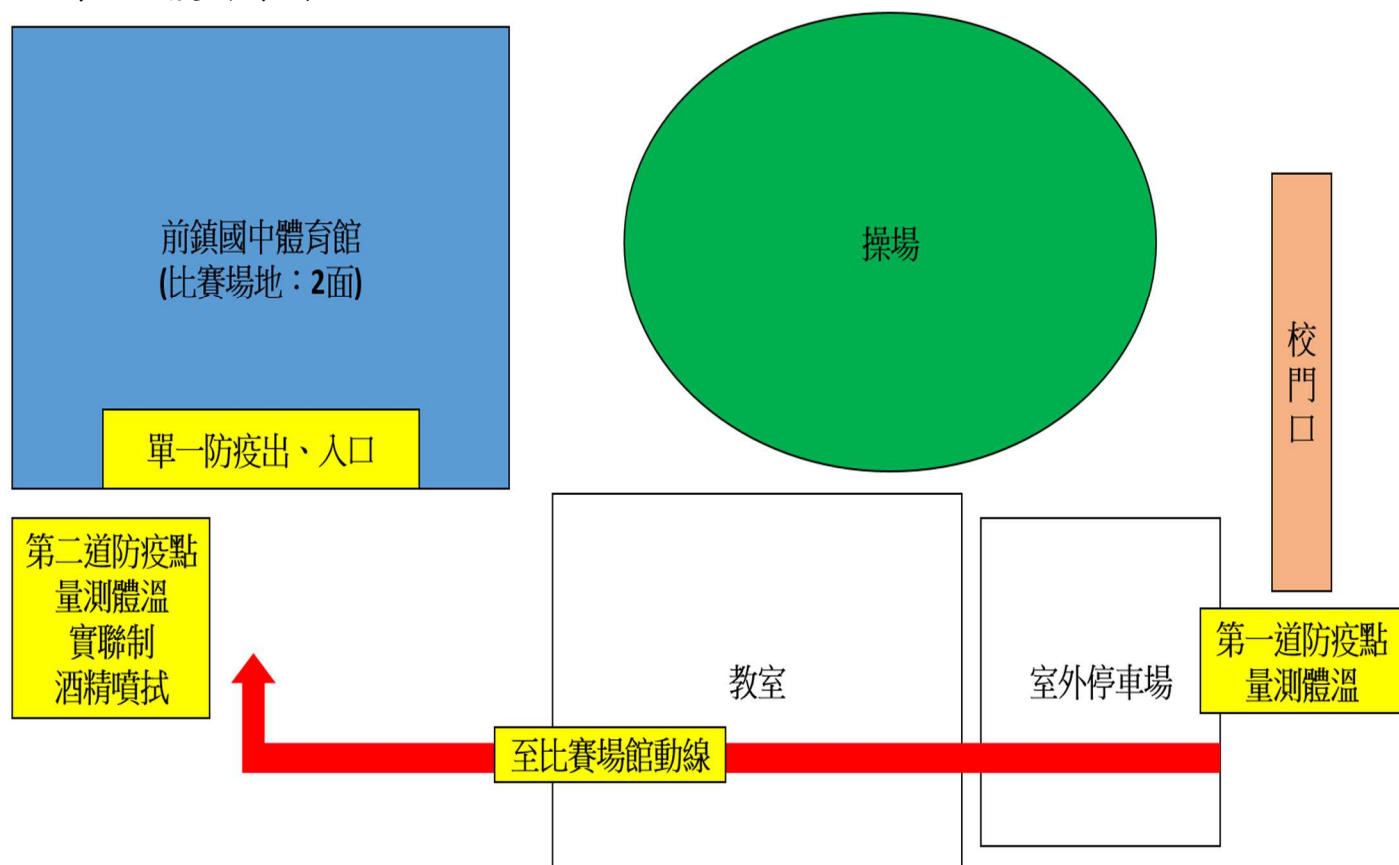 前鎮國中體育館
(比賽場地：2面)
操場
校門口
單一防疫出、入口
第二道防疫點
量測體溫
實聯制
酒精噴拭
教室
室外停車場
第一道防疫點
量測體溫
至比賽場館動線